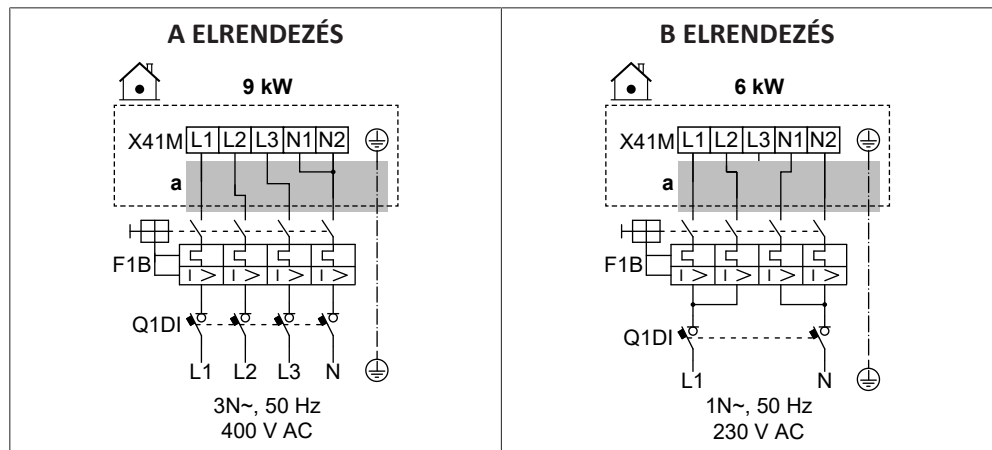 A ELRENDEZÉS
9 kW
X41M L1 L2 L3 N1 N2
a
F1B
I > I > I > I >
Q1DI
L1 L2 L3 N
3N~, 50 Hz
400 V AC
B ELRENDEZÉS
6 kW
X41M L1 L2 L3 N1 N2
a
F1B
I > I > I > I >
Q1DI
L1 N
1N~, 50 Hz
230 V AC